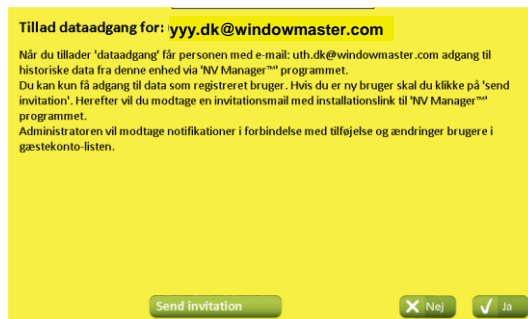 Tillad dataadgang for: yyy.dk@windowmaster.com
Når du tillader 'dataadgang' får personen med e-mail: uth.dk@windowmaster.com adgang til
historiske data fra denne enhed via 'NV Manager™' programmet.
Du kan kun få adgang til data som registreret bruger. Hvis du er ny bruger skal du klikke på 'send
invitation'. Herefter vil du modtage en invitationsmail med installationslink til 'NV Manager™'
programmet.
Administratoren vil modtage notifikationer i forbindelse med tilføjelse og ændringer brugere i
gæstekonto-listen.
Send invitation
Nej
Ja